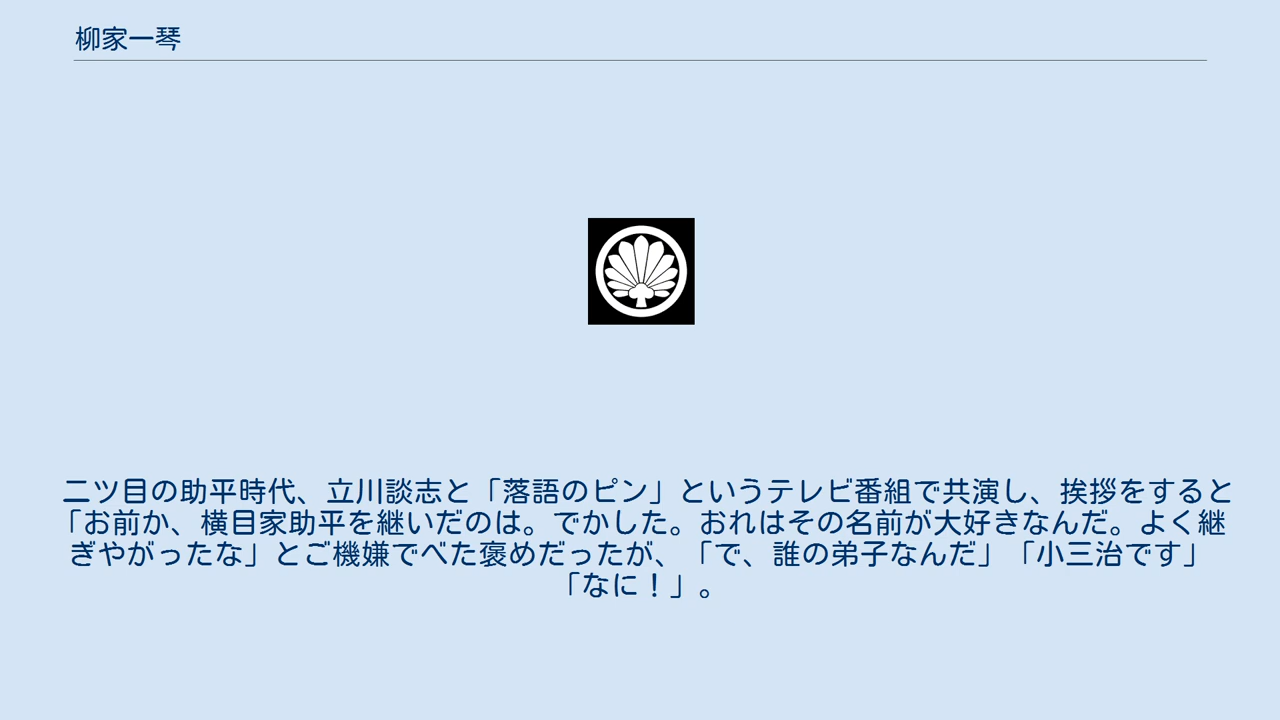 柳家一琴
二ツ目の助平時代、立川談志と「落語のピン」というテレビ番組で共演し、挨拶をすると
「お前か、横目家助平を継いだのは。でかした。おれはその名前が大好きなんだ。よく継
ぎやがったな」とご機嫌でべた褒めだったが、「で、誰の弟子なんだ」「小三治です」
「なに！」。